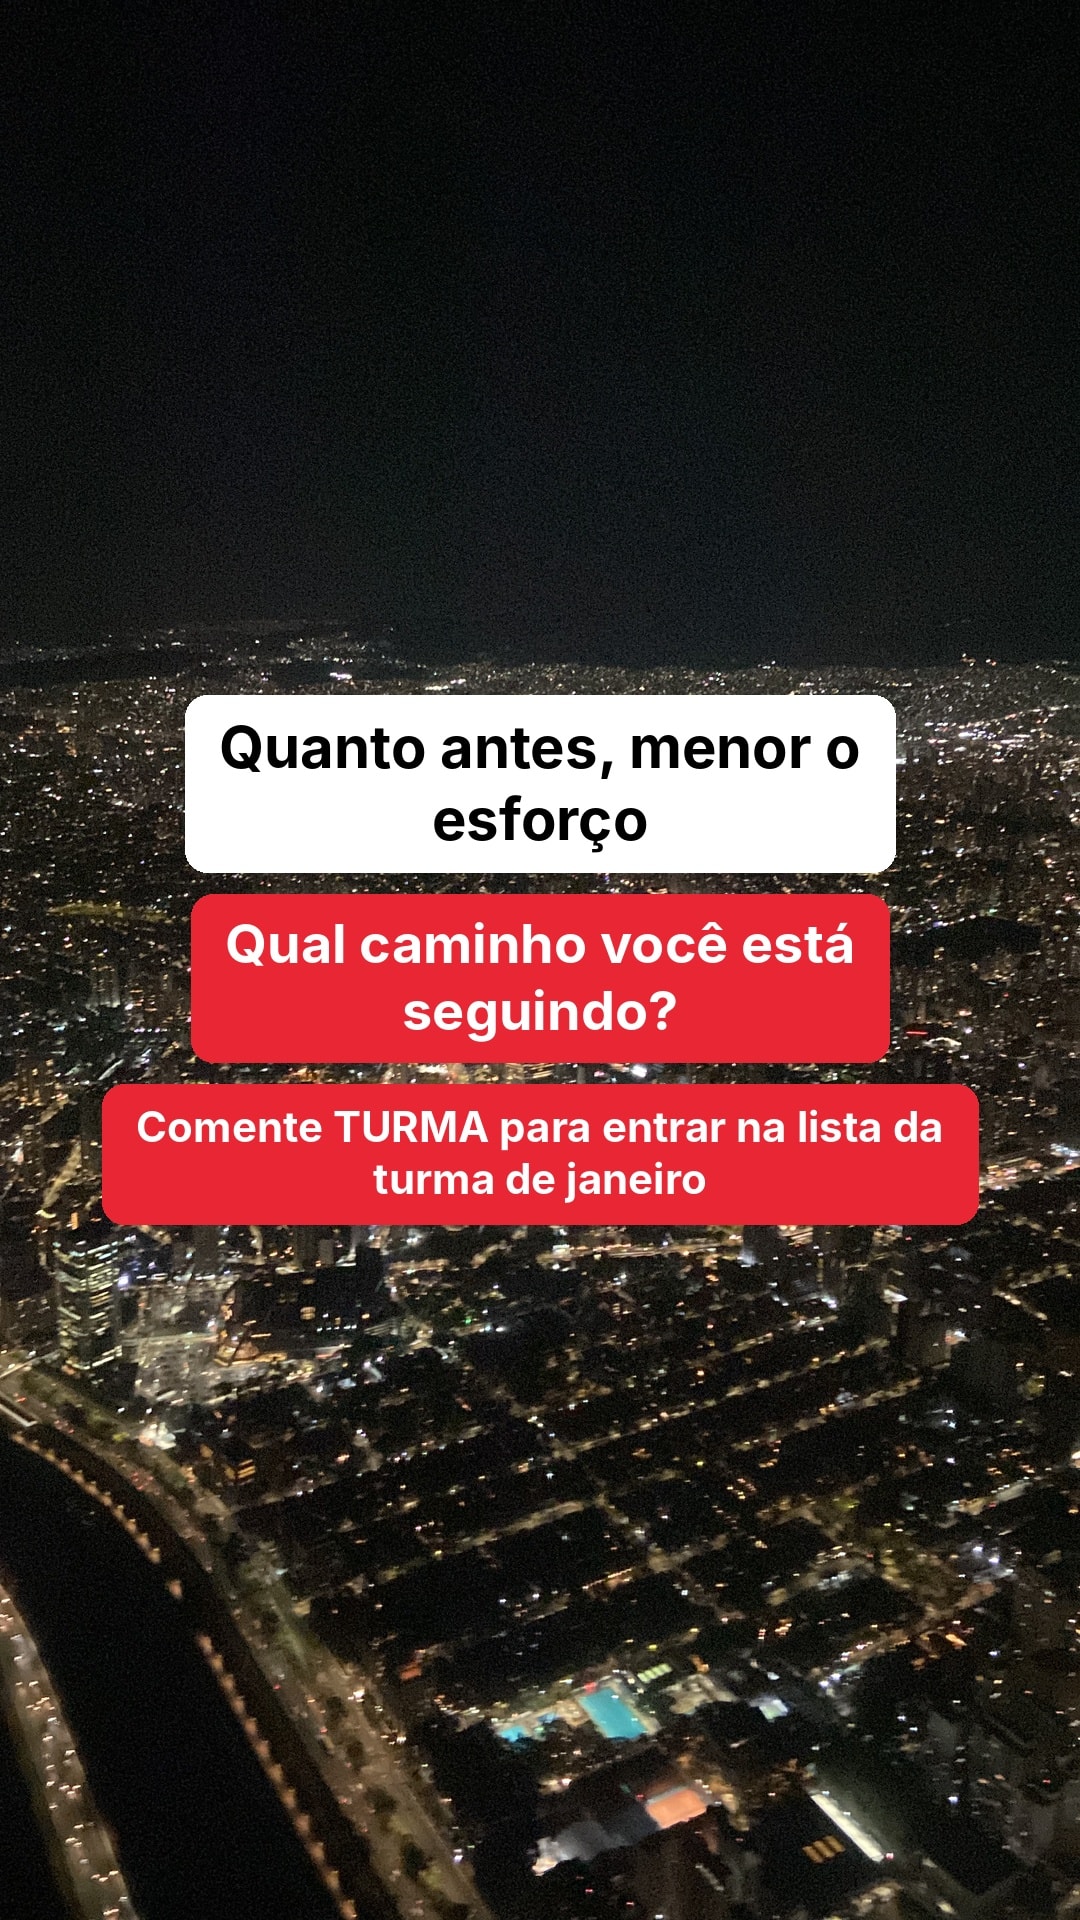 Quanto antes, menor o
esforço
Qual caminho você está
seguindo?
Comente TURMA para entrar na lista da
turma de janeiro